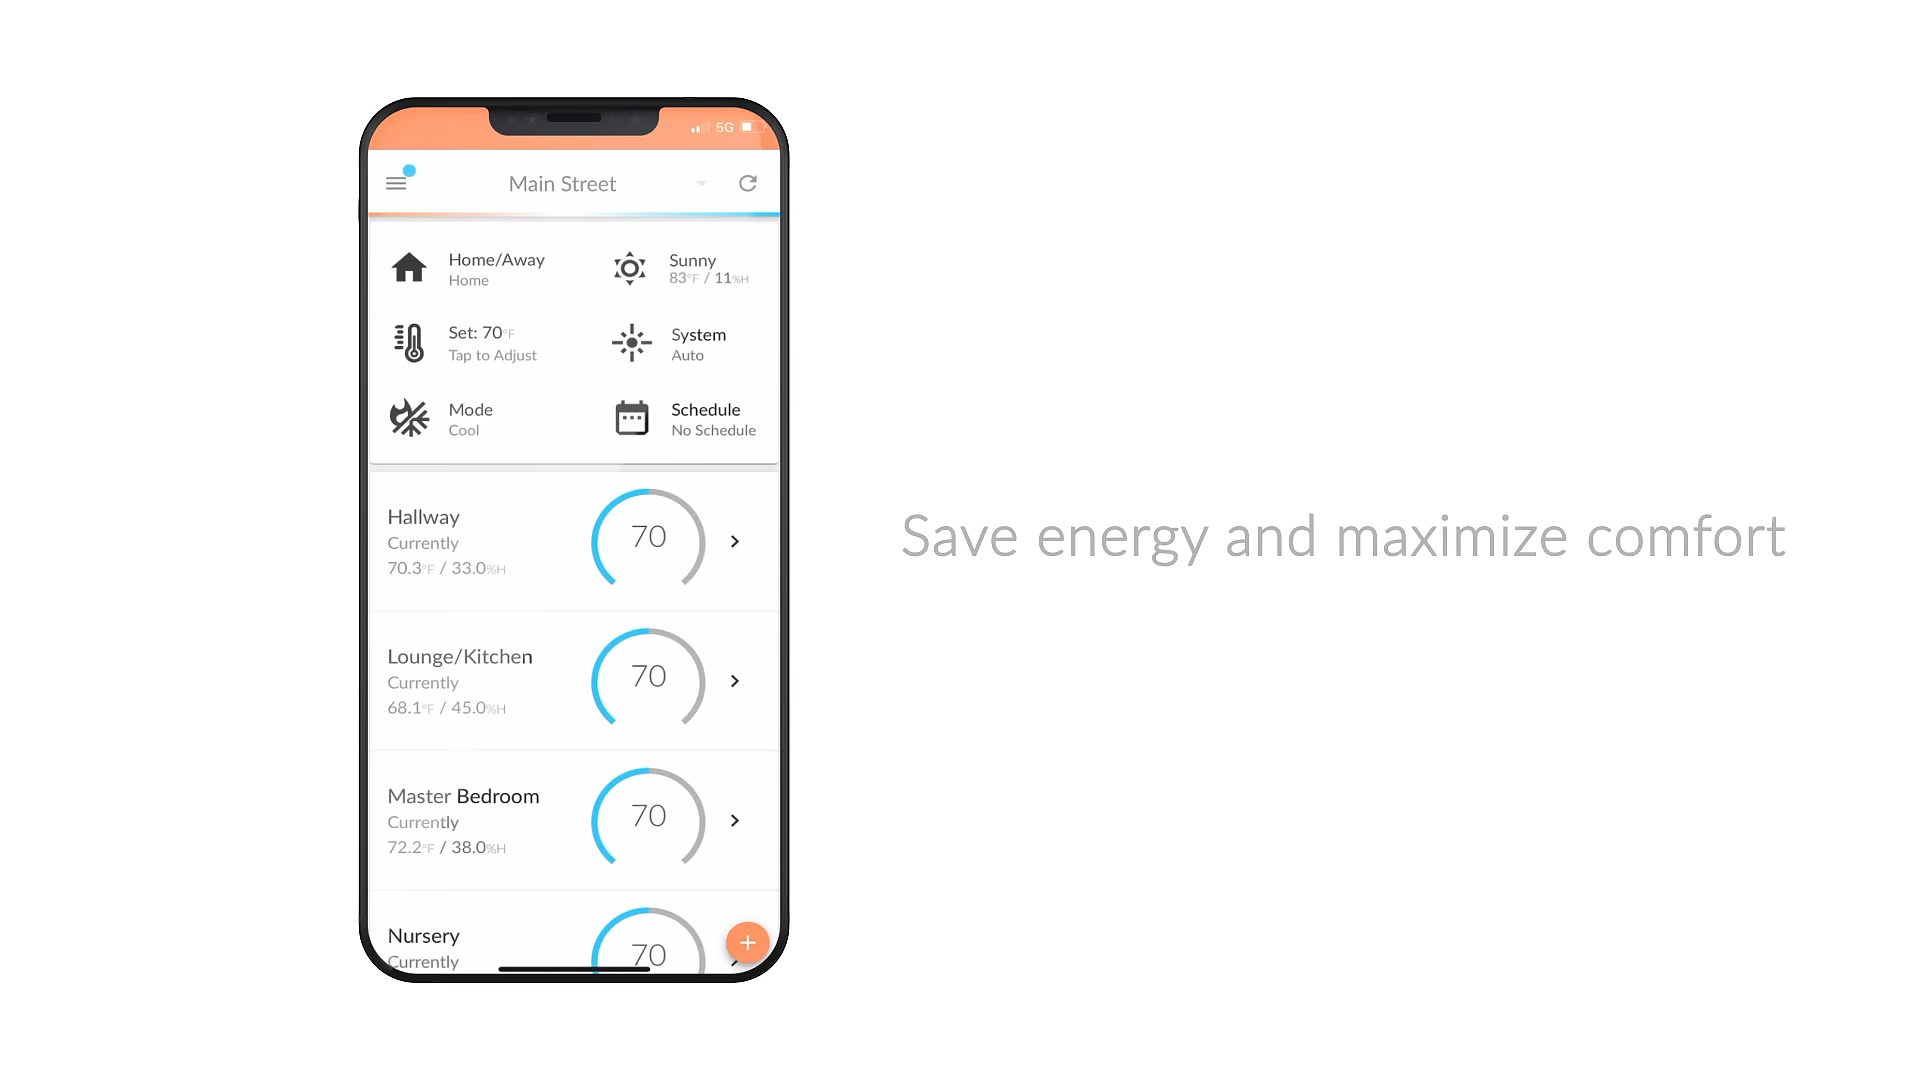 5G
Main Street
Home/Away
Home
Sunny
83°F / 11%H
Set: 70°F
Tap to Adjust
System
Auto
Mode
Cool
Schedule
No Schedule
Hallway
Currently
70.3°F / 33.0%H
70
Lounge/Kitchen
Currently
68.1°F / 45.0%H
70
Master Bedroom
Currently
72.2°F / 38.0%H
70
Nursery
Currently
70
Save energy and maximize comfort